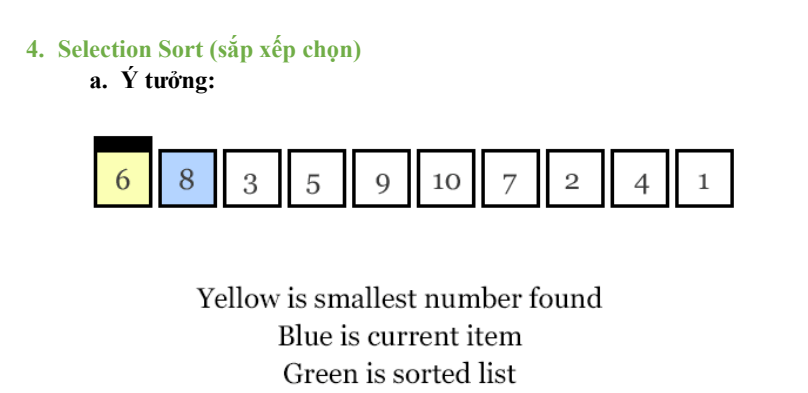 4. Selection Sort (sắp xếp chọn)
a. Ý tưởng:
6 8 3 5 9 10 7 2 4 1
Yellow is smallest number found
Blue is current item
Green is sorted list